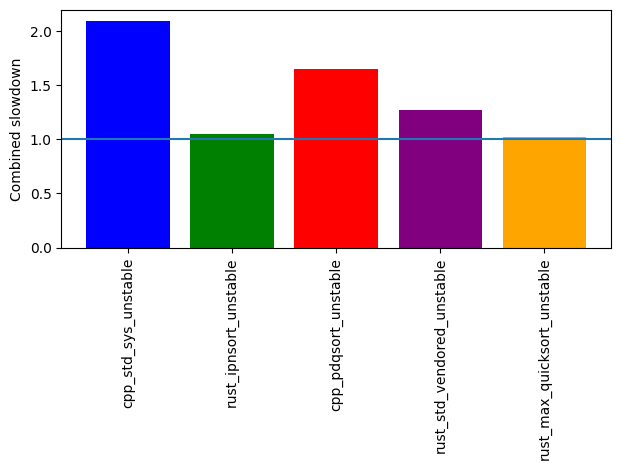 2.0
1.5
1.0
0.5
0.0
Combined slowdown
cpp_std_sys_unstable
rust_ipnsort_unstable
cpp_pdqsort_unstable
rust_std_vendored_unstable
rust_max_quicksort_unstable